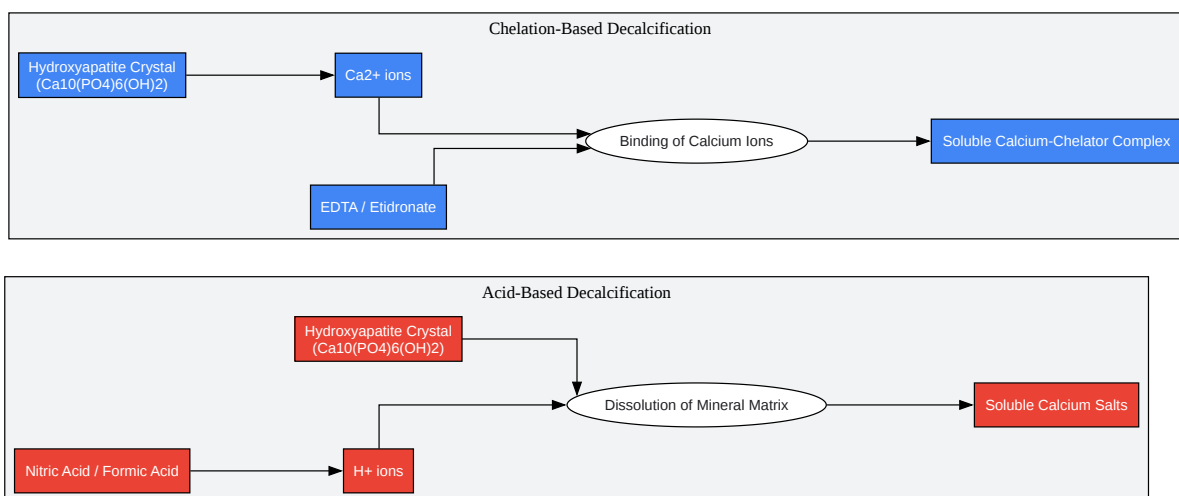 Chelation-Based Decalcification
Hydroxyapatite Crystal
(Ca10(PO4)6(OH)2)
Ca2+ ions
Binding of Calcium Ions
Soluble Calcium-Chelator Complex
EDTA / Etidronate
Acid-Based Decalcification
Hydroxyapatite Crystal
(Ca10(PO4)6(OH)2)
Dissolution of Mineral Matrix
Soluble Calcium Salts
Nitric Acid / Formic Acid
H+ ions